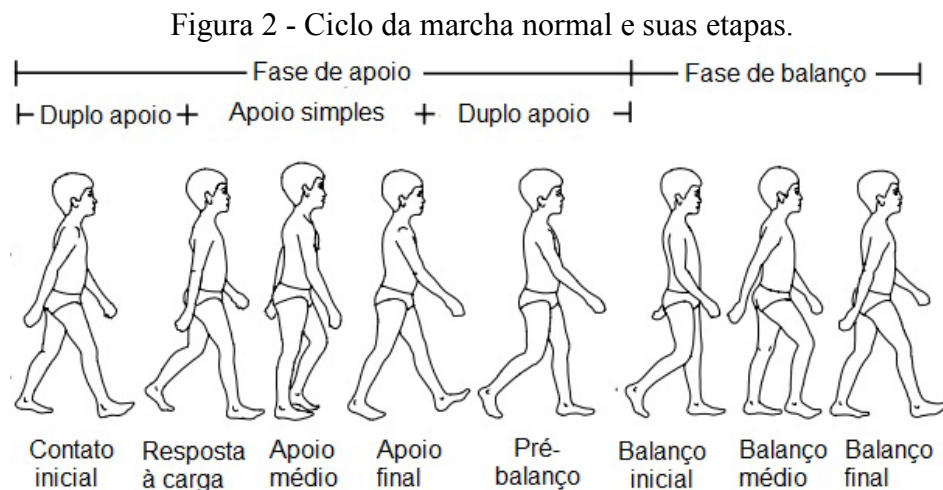 Figura 2 - Ciclo da marcha normal e suas etapas.
Fase de apoio Fase de balanço
Duplo apoio Apoio simples Duplo apoio
Contato inicial
Resposta à carga
Apoio médio
Apoio final
Pré-balanço
Balanço inicial
Balanço médio
Balanço final